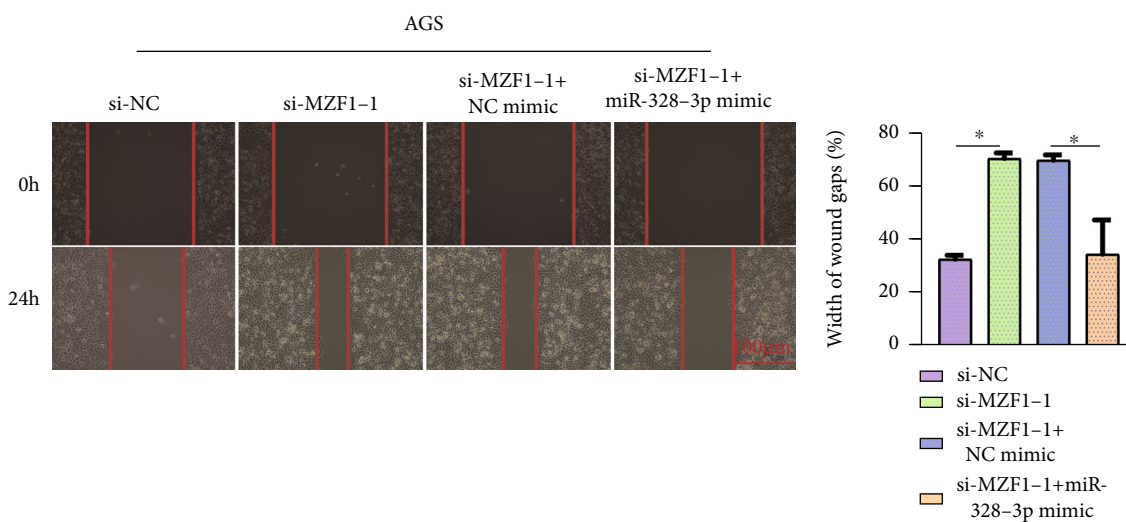 AGS
si-NC
si-MZF1–1
si-MZF1–1+
NC mimic
si-MZF1–1+
miR-328–3p mimic
0h
24h
00μm
Width of wound gaps (%)
80
60
40
20
0
*
*
si-NC
si-MZF1–1
si-MZF1–1+
NC mimic
si-MZF1–1+miR-
328–3p mimic